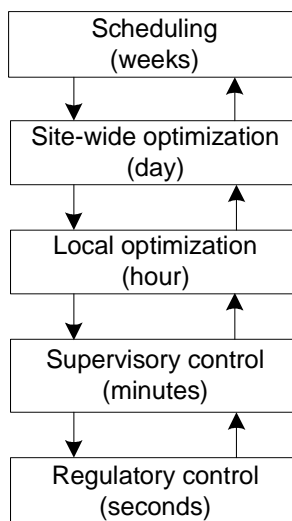 Scheduling
(weeks)
Site-wide optimization
(day)
Local optimization
(hour)
Supervisory control
(minutes)
Regulatory control
(seconds)